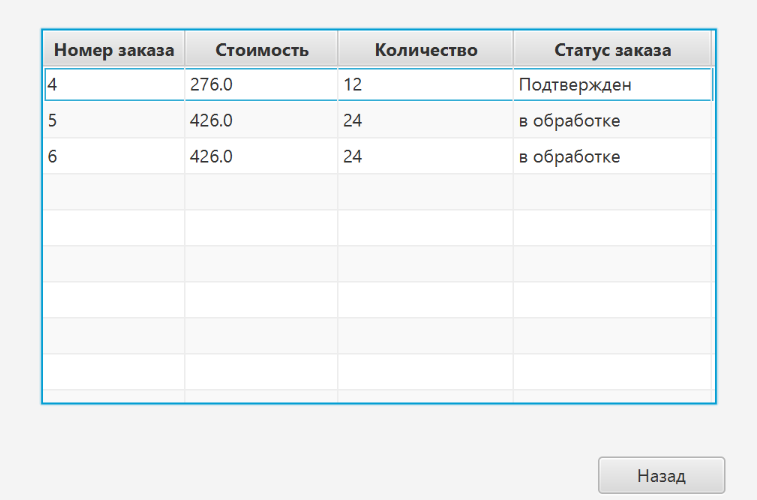 Номер заказа Стоимость Количество Статус заказа
4 276.0 12 Подтвержден
5 426.0 24 в обработке
6 426.0 24 в обработке
Назад